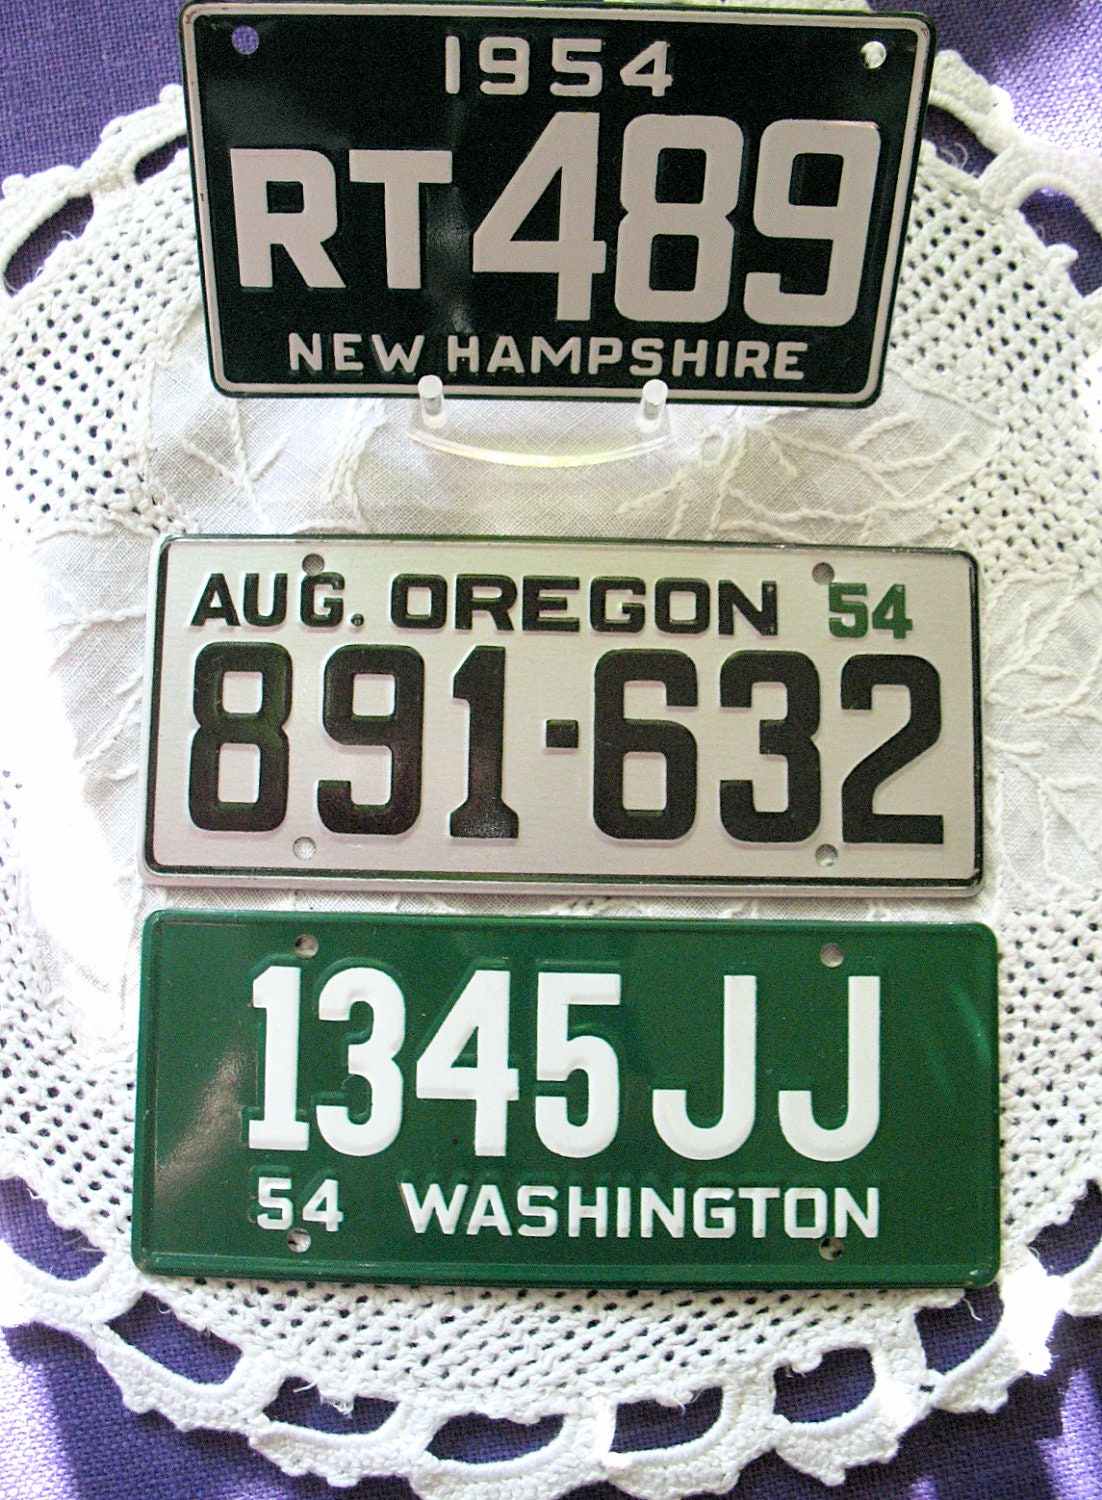 1954
RT 489
NEW HAMPSHIRE
AUG. OREGON 54
891-632
1345 JJ
54 WASHINGTON